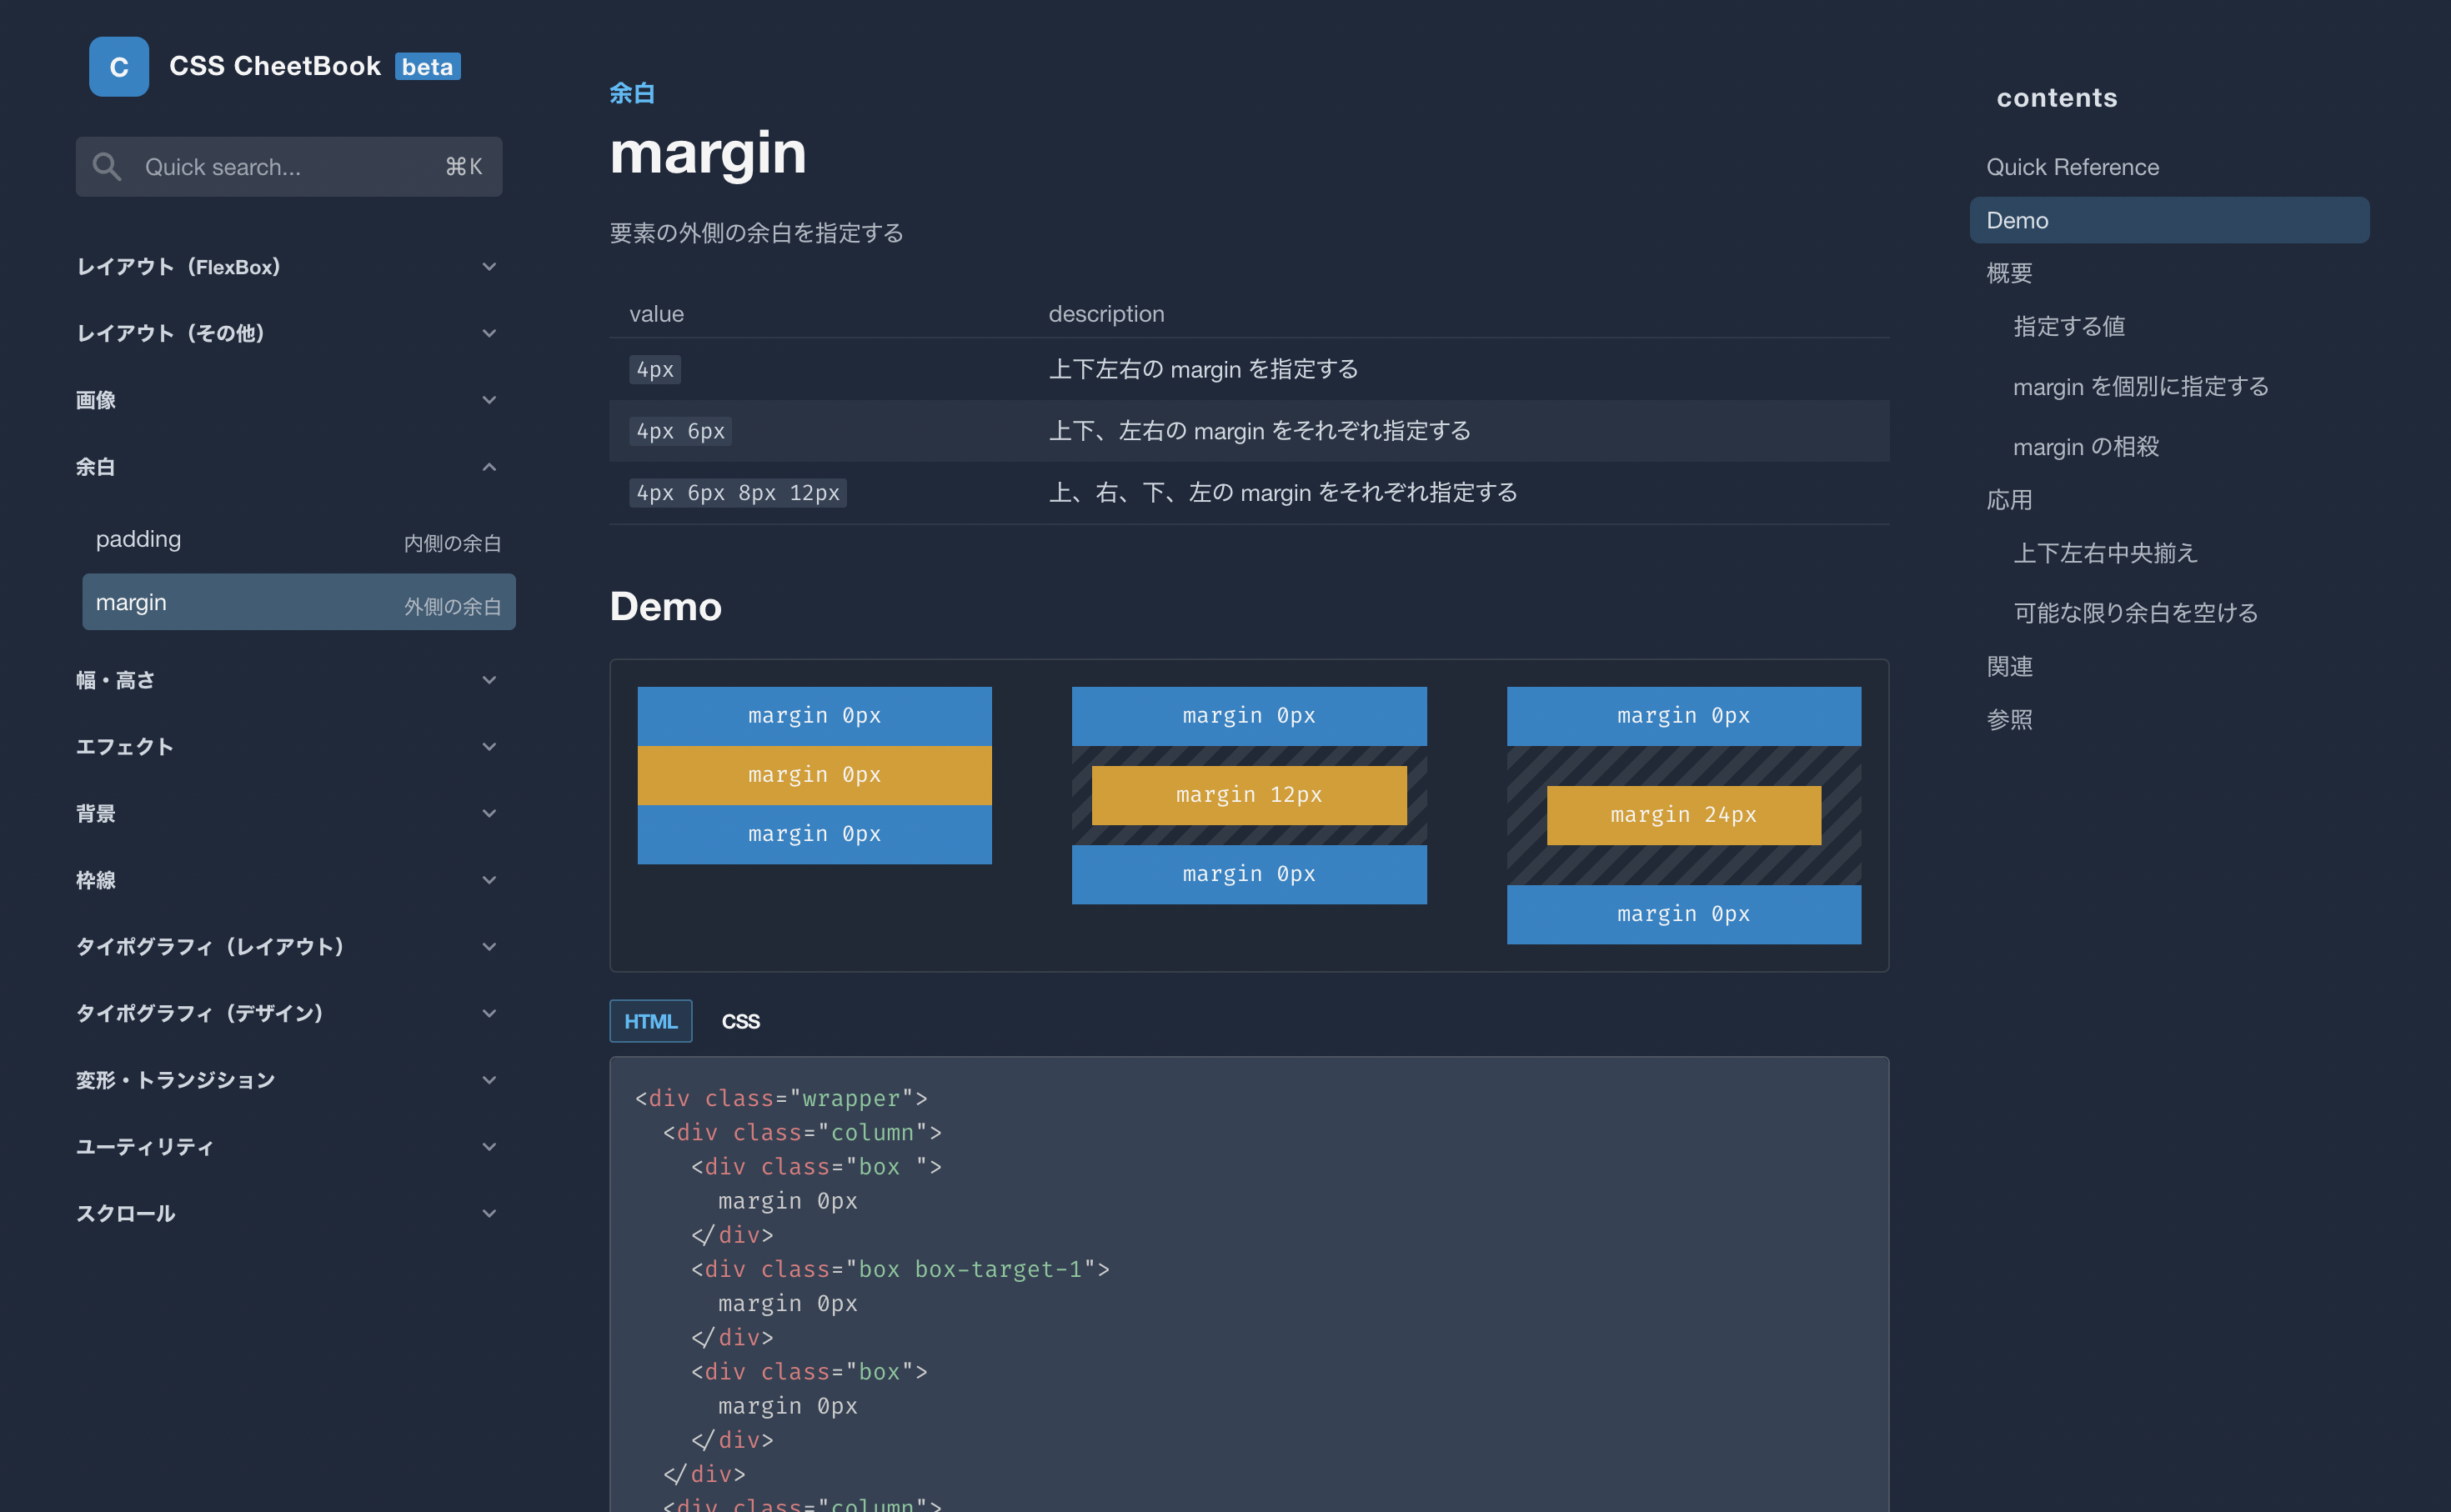 C CSS CheetBook beta
Quick search... ⌘K
レイアウト（FlexBox）
レイアウト（その他）
画像
余白
padding 内側の余白
margin 外側の余白
幅・高さ
エフェクト
背景
枠線
タイポグラフィ（レイアウト）
タイポグラフィ（デザイン）
変形・トランジション
ユーティリティ
スクロール
余白
margin
要素の外側の余白を指定する
value description
4px 上下左右の margin を指定する
4px 6px 上下、左右の margin をそれぞれ指定する
4px 6px 8px 12px 上、右、下、左の margin をそれぞれ指定する
Demo
margin 0px
margin 0px
margin 0px
margin 0px
margin 12px
margin 0px
margin 0px
margin 24px
margin 0px
HTML CSS
<div class="wrapper">
<div class="column">
<div class="box ">
margin 0px
</div>
<div class="box box-target-1">
margin 0px
</div>
<div class="box">
margin 0px
</div>
</div>
<div class="column">
contents
Quick Reference
Demo
概要
指定する値
margin を個別に指定する
margin の相殺
応用
上下左右中央揃え
可能な限り余白を空ける
関連
参照